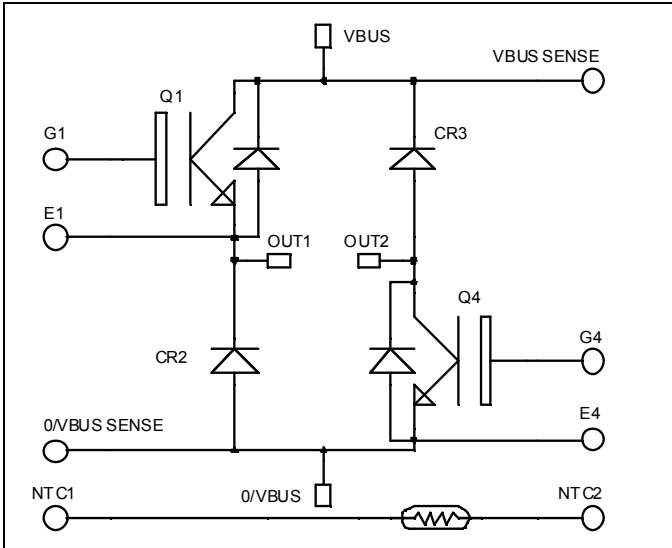 VBUS
VBUS SENSE
Q1
G1
CR3
E1
OUT1
OUT2
Q4
G4
CR2
E4
0/VBUS SENSE
NTC1
0/VBUS
NTC2